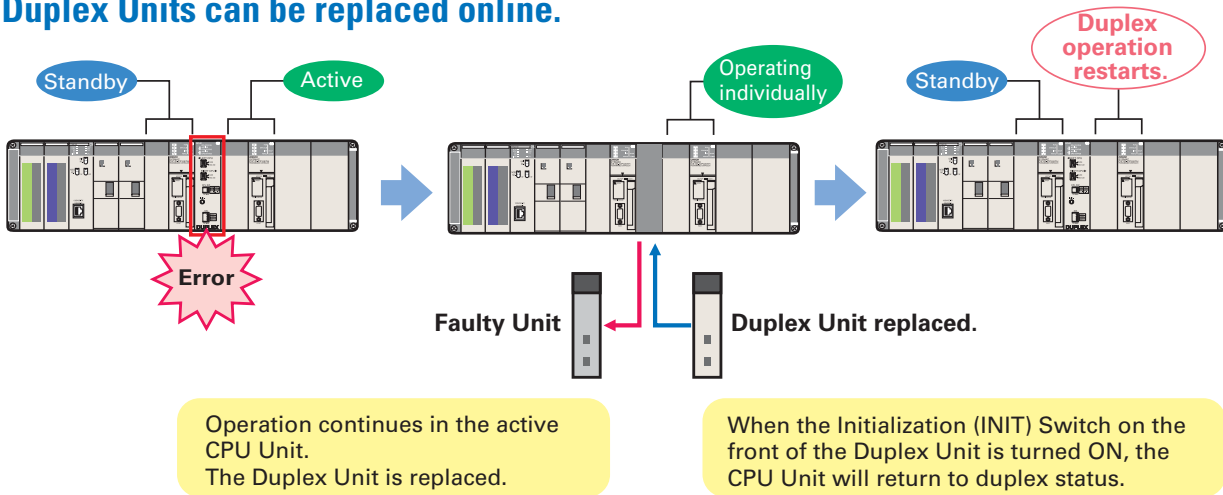 Duplex Units can be replaced online.
Standby
Active
Operating
individually
Standby
Duplex
operation
restarts.
DUPLEX
DUPLEX
Error
Faulty Unit
Duplex Unit replaced.
Operation continues in the active
CPU Unit.
The Duplex Unit is replaced.
When the Initialization (INIT) Switch on the
front of the Duplex Unit is turned ON, the
CPU Unit will return to duplex status.